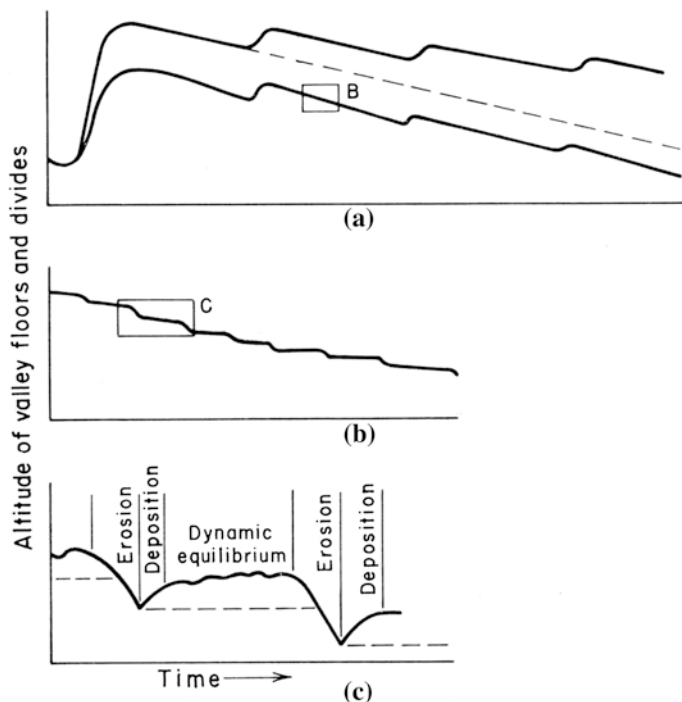 Altitude of valley floors and divides
B
(a)
C
(b)
Erosion
Deposition
Dynamic
equilibrium
Erosion
Deposition
Time
(c)